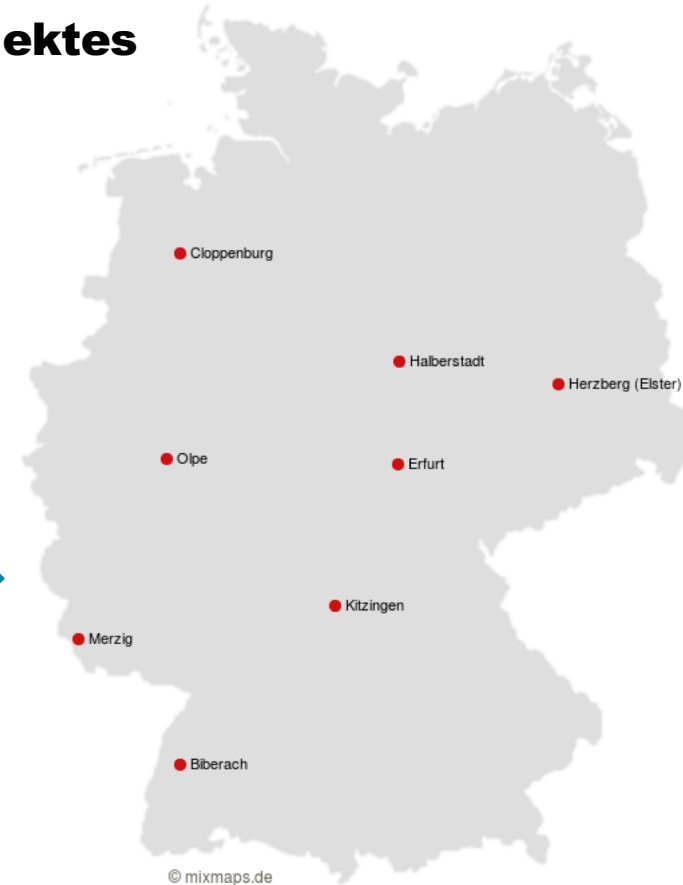 ektes
Cloppenburg
Halberstadt
Herzberg (Elster)
Olpe
Erfurt
Kitzingen
Merzig
Biberach
© mixmaps.de